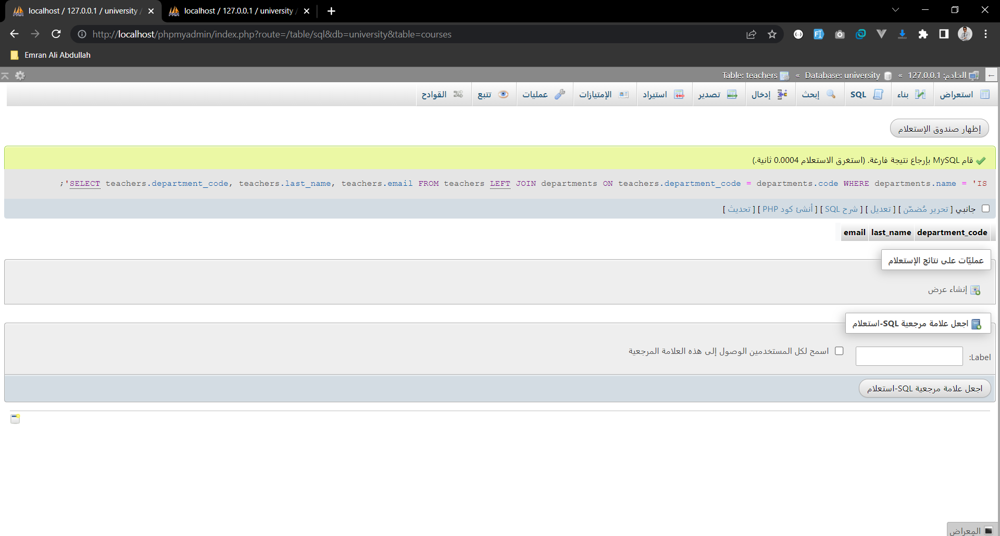 localhost / 127.0.0.1 / university /
localhost / 127.0.0.1 / university /
http://localhost/phpmyadmin/index.php?route=/table/sql&db=university&table=courses
Emran Ali Abdullah
الخادم: 127.0.0.1 » Database: university » Table: teachers
استعراض بناء SQL إبحث إدخال تصدير استيراد الإمتيازات عمليات تتبع القوادح
إظهار صندوق الإستعلام
قام MySQL بإرجاع نتيجة فارغة. (استغرق الاستعلام 0.0004 ثانية.)
SELECT teachers.department_code, teachers.last_name, teachers.email FROM teachers LEFT JOIN departments ON teachers.department_code = departments.code WHERE departments.name = 'IS';
جانبي [ تحرير مُضمّن ] [ تعديل ] [ شرح SQL ] [ أنشئ كود PHP ] [ تحديث ]
department_code last_name email
عمليّات على نتائج الإستعلام
إنشاء عرض
اجعل علامة مرجعية SQL-استعلام
Label: اسمح لكل المستخدمين الوصول إلى هذه العلامة المرجعية
اجعل علامة مرجعية SQL-استعلام
المعراض